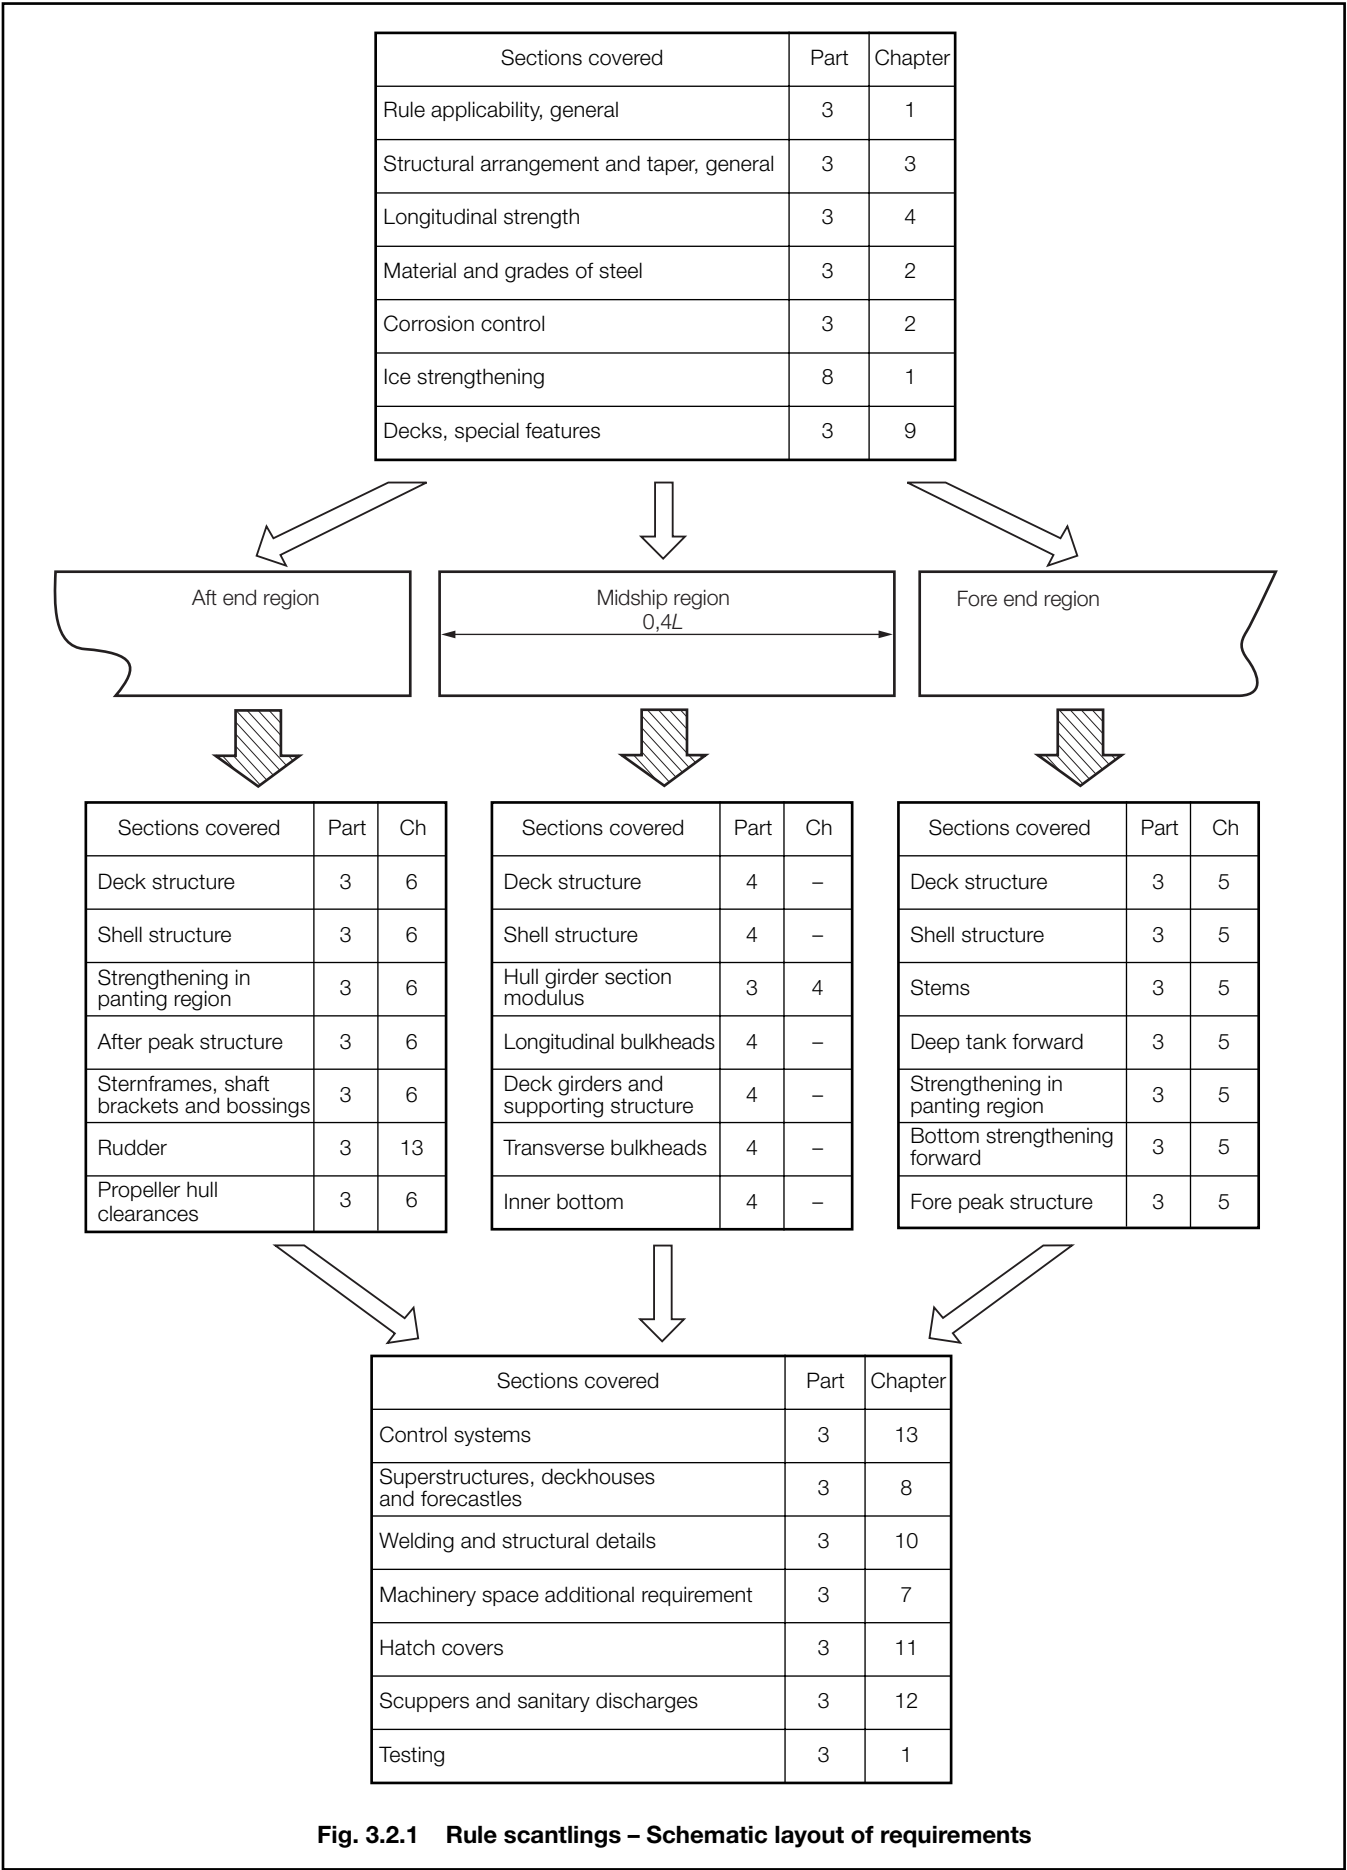 Sections covered Part Chapter
Rule applicability, general 3 1
Structural arrangement and taper, general 3 3
Longitudinal strength 3 4
Material and grades of steel 3 2
Corrosion control 3 2
Ice strengthening 8 1
Decks, special features 3 9
Aft end region
Midship region
0,4L
Fore end region
Sections covered Part Ch
Deck structure 3 6
Shell structure 3 6
Strengthening in
panting region 3 6
After peak structure 3 6
Sternframes, shaft
brackets and bossings 3 6
Rudder 3 13
Propeller hull
clearances 3 6
Sections covered Part Ch
Deck structure 4 –
Shell structure 4 –
Hull girder section
modulus 3 4
Longitudinal bulkheads 4 –
Deck girders and
supporting structure 4 –
Transverse bulkheads 4 –
Inner bottom 4 –
Sections covered Part Ch
Deck structure 3 5
Shell structure 3 5
Stems 3 5
Deep tank forward 3 5
Strengthening in
panting region 3 5
Bottom strengthening
forward 3 5
Fore peak structure 3 5
Sections covered Part Chapter
Control systems 3 13
Superstructures, deckhouses
and forecastles 3 8
Welding and structural details 3 10
Machinery space additional requirement 3 7
Hatch covers 3 11
Scuppers and sanitary discharges 3 12
Testing 3 1
Fig. 3.2.1 Rule scantlings – Schematic layout of requirements